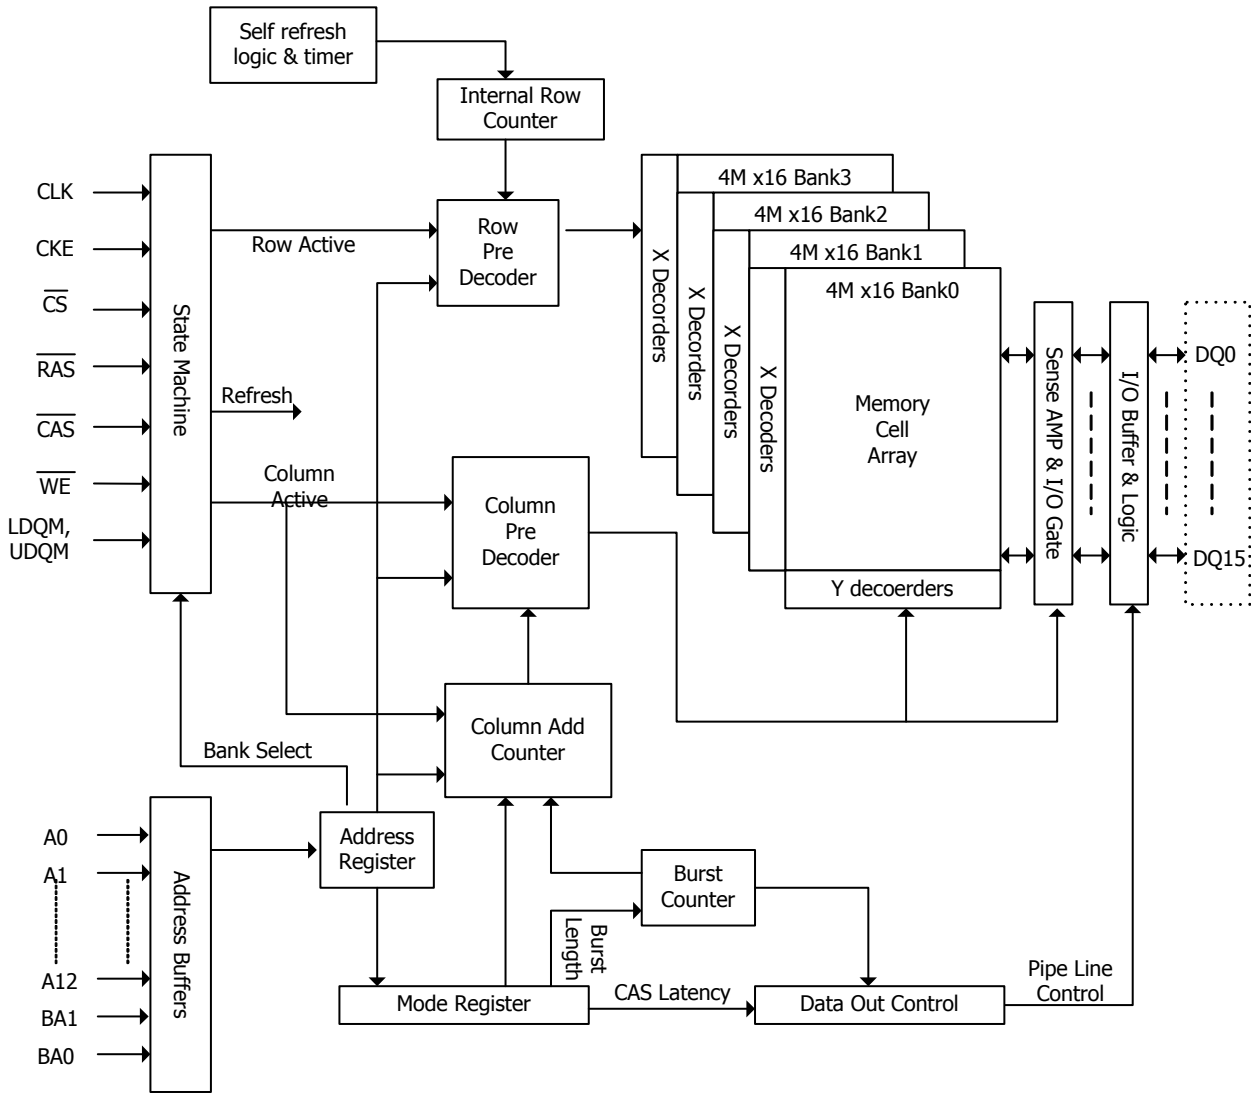 Self refresh
logic & timer
Internal Row
Counter
4M x16 Bank3
4M x16 Bank2
4M x16 Bank1
4M x16 Bank0
CLK
CKE
CS
RAS
CAS
WE
LDQM,
UDQM
State Machine
Row Active
Refresh
Column
Active
Row
Pre
Decoder
X Decorders
X Decorders
X Decorders
X Decoders
Memory
Cell
Array
Y decoerders
Sense AMP & I/O Gate
I/O Buffer & Logic
DQ0
DQ15
Column
Pre
Decoder
Column Add
Counter
Bank Select
A0
A1
A12
BA1
BA0
Address Buffers
Address
Register
Burst
Counter
Burst
Length
Mode Register
CAS Latency
Data Out Control
Pipe Line
Control